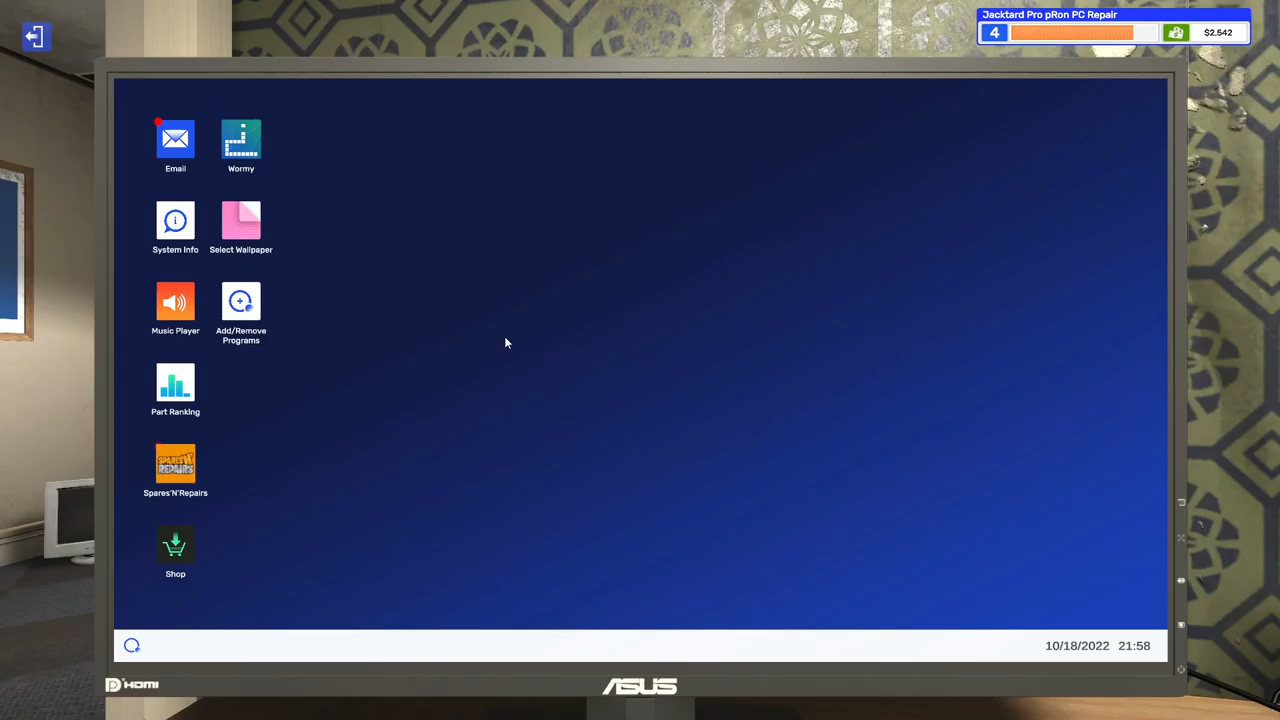 Jacktard Pro pRon PC Repair
4
$2,542
Email
Wormy
System Info
Select Wallpaper
Music Player
Add/Remove
Programs
Part Ranking
SPARES'N'
REPAIRS
Spares'N'Repairs
Shop
10/18/2022 21:58
HDMI
ASUS